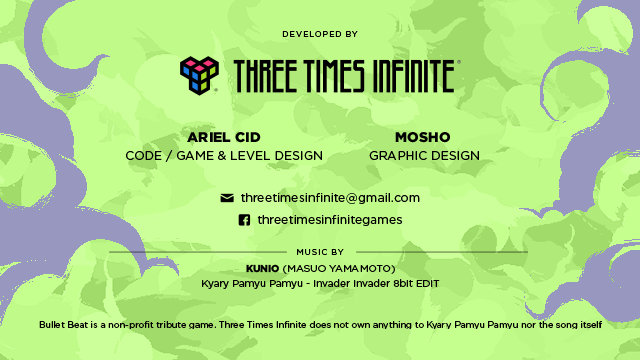 DEVELOPED BY
THREE TIMES INFINITE®
ARIEL CID MOSHO
CODE / GAME & LEVEL DESIGN GRAPHIC DESIGN
threetimesinfinite@gmail.com
threetimesinfinitegames
MUSIC BY
KUNIO (MASUO YAMAMOTO)
Kyary Pamyu Pamyu - Invader Invader 8bit EDIT
Bullet Beat is a non-profit tribute game. Three Times Infinite does not own anything to Kyary Pamyu Pamyu nor the song itself